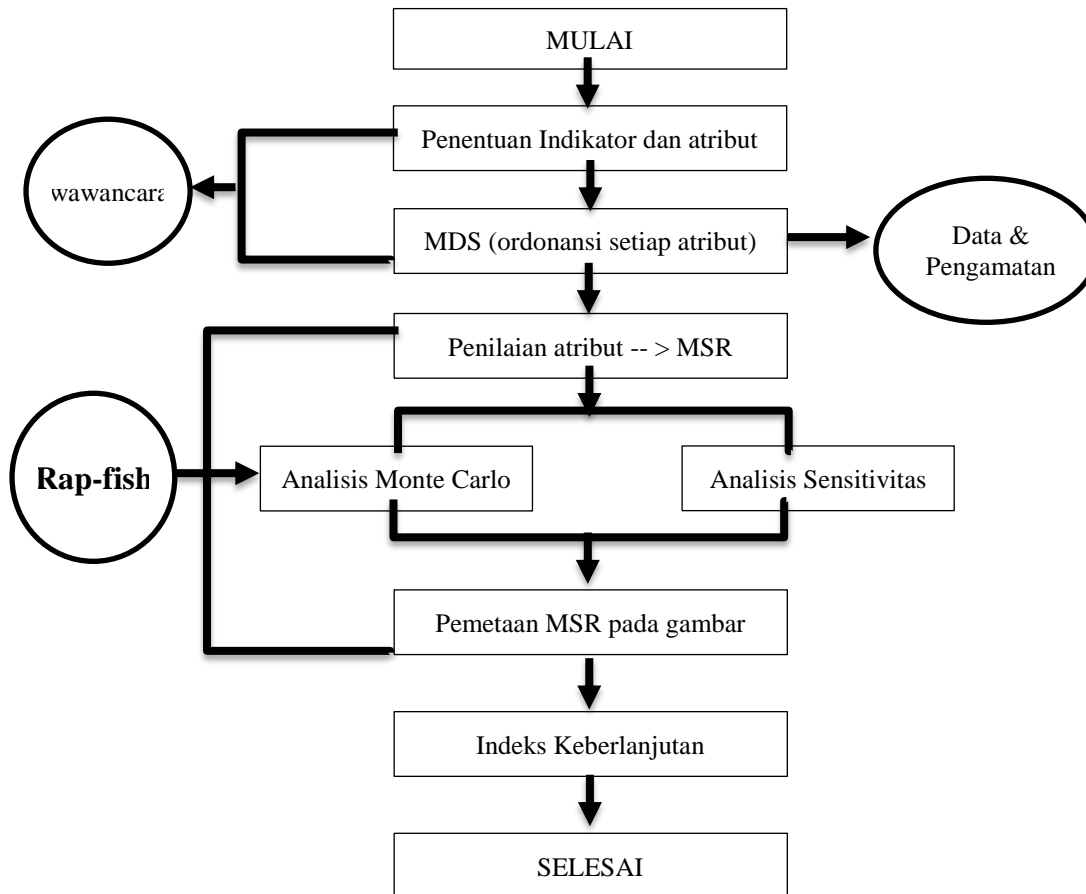 MULAI
Penentuan Indikator dan atribut
wawancara
MDS (ordonansi setiap atribut)
Data &
Pengamatan
Penilaian atribut -- > MSR
Rap-fish
Analisis Monte Carlo
Analisis Sensitivitas
Pemetaan MSR pada gambar
Indeks Keberlanjutan
SELESAI